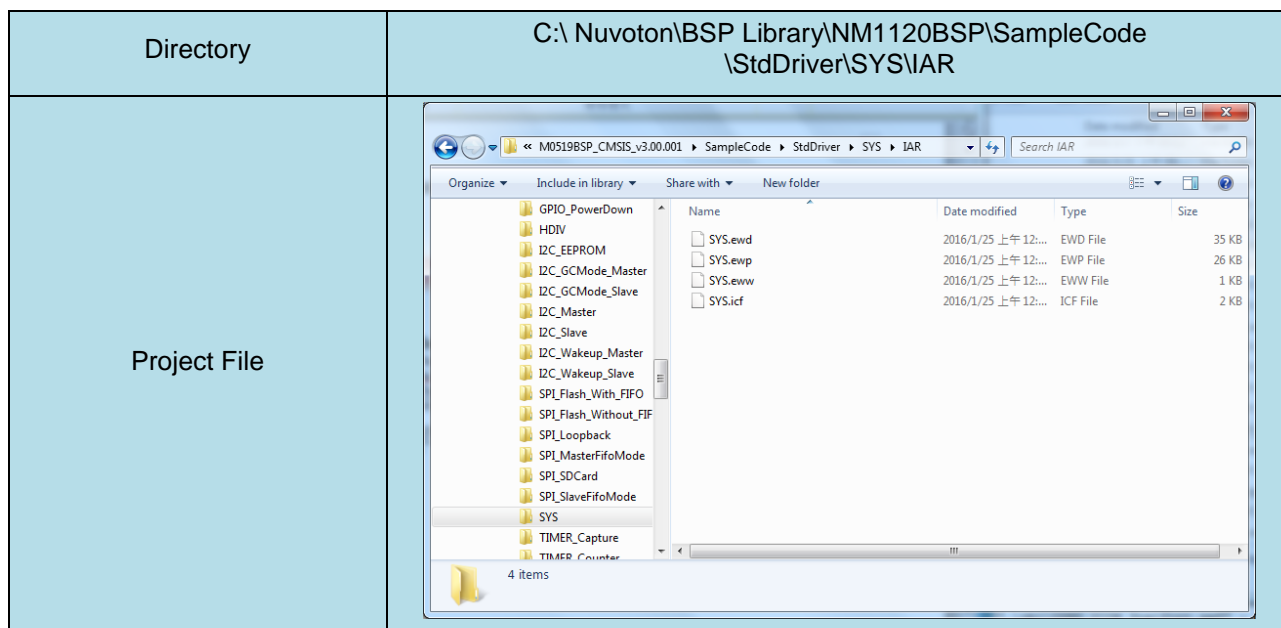 Directory
C:\ Nuvoton\BSP Library\NM1120BSP\SampleCode
\StdDriver\SYS\IAR
Project File
« M0519BSP_CMSIS_v3.00.001 ▸ SampleCode ▸ StdDriver ▸ SYS ▸ IAR
Search IAR
Organize Include in library Share with New folder
GPIO_PowerDown
HDIV
I2C_EEPROM
I2C_GCMode_Master
I2C_GCMode_Slave
I2C_Master
I2C_Slave
I2C_Wakeup_Master
I2C_Wakeup_Slave
SPI_Flash_With_FIFO
SPI_Flash_Without_FIF
SPI_Loopback
SPI_MasterFifoMode
SPI_SDCard
SPI_SlaveFifoMode
SYS
TIMER_Capture
TIMER_Counter
Name Date modified Type Size
SYS.ewd 2016/1/25 上午 12:... EWD File 35 KB
SYS.ewp 2016/1/25 上午 12:... EWP File 26 KB
SYS.eww 2016/1/25 上午 12:... EWW File 1 KB
SYS.icf 2016/1/25 上午 12:... ICF File 2 KB
4 items